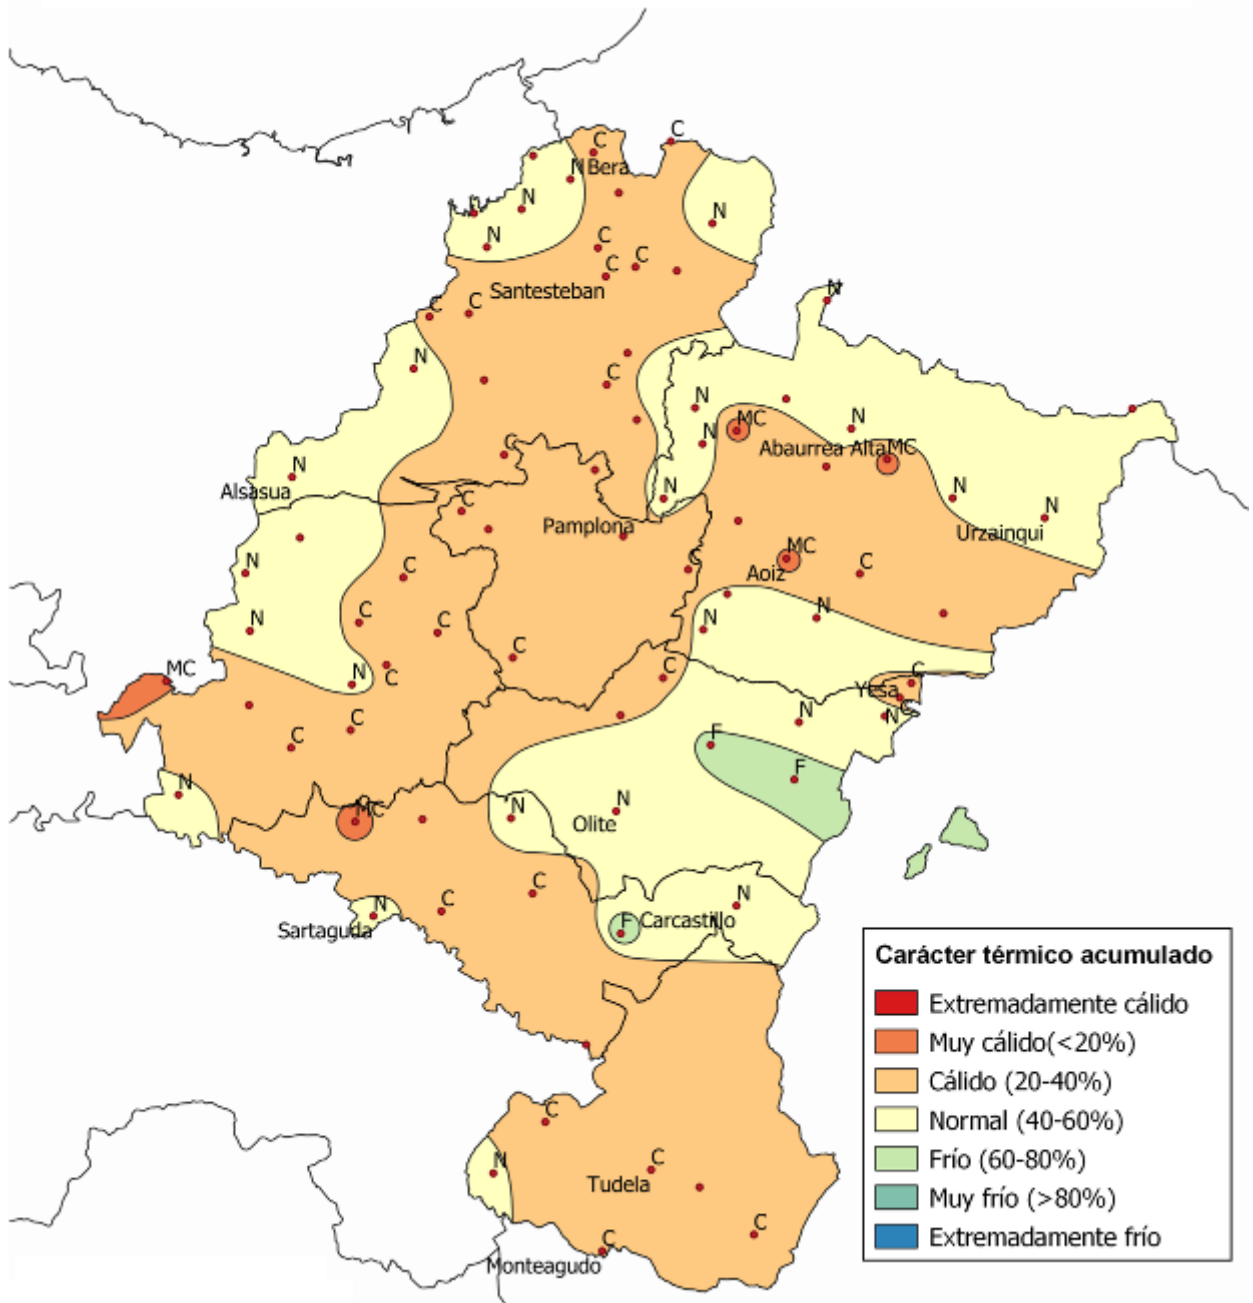 C
C
N Bera
N
N
N
N
C
C
C
Santesteban
N
C
C
N
C
N
N
C
N
MC
Abaurrea Alta MC
N
Alsasua
N
N
N
Urzainqui
C
Pamplona
MC
Aoiz
C
C
N
C
N
C
C
N
N
C
C
C
N
MC
C
Yesa
C
N
N
C
C
F
F
N
MC
N
N
Olite
C
N
C
N
Sartaguda
F Carcastillo
Carácter térmico acumulado
Extremadamente cálido
Muy cálido(<20%)
Cálido (20-40%)
Normal (40-60%)
Frío (60-80%)
Muy frío (>80%)
Extremadamente frío
C
N
C
Tudela
C
C
Monteagudo